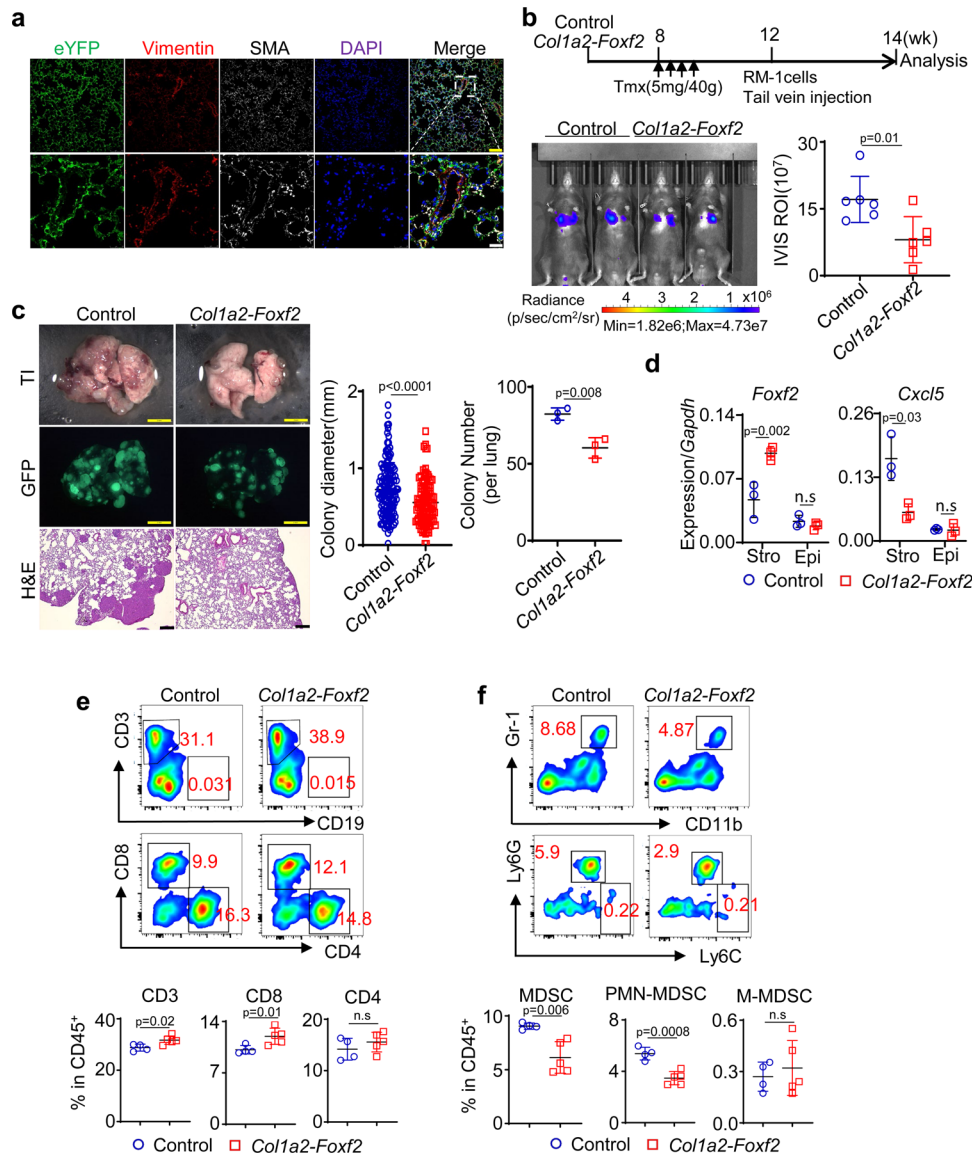 a
eYFP Vimentin SMA DAPI Merge
b
Control
Col1a2-Foxf2
8 12 14(wk)
Analysis
Tmx(5mg/40g)
RM-1cells
Tail vein injection
Control Col1a2-Foxf2
Radiance
(p/sec/cm²/sr)
4 3 2 1 x10⁶
Min=1.82e6;Max=4.73e7
IVIS ROI(10⁷)
30
15
0
p=0.01
Control
Col1a2-Foxf2
c
Control Col1a2-Foxf2
TI
GFP
H&E
Colony diameter(mm)
2
1
0
p<0.0001
Control
Col1a2-Foxf2
Colony Number
(per lung)
100
50
0
p=0.008
Control
Col1a2-Foxf2
d
Expression/Gapdh
Foxf2
0.14
0.07
0.00
p=0.002
n.s
Stro Epi
Cxcl5
0.26
0.13
0.00
p=0.03
n.s
Stro Epi
Control Col1a2-Foxf2
e
Control Col1a2-Foxf2
CD3
31.1 38.9
0.031 0.015
CD19
CD8
9.9 12.1
16.3 14.8
CD4
% in CD45⁺
CD3
40
20
0
p=0.02
CD8
14
7
0
p=0.01
CD4
20
10
0
n.s
Control Col1a2-Foxf2
f
Control Col1a2-Foxf2
Gr-1
8.68 4.87
CD11b
Ly6G
5.9 2.9
0.22 0.21
Ly6C
% in CD45⁺
MDSC
10
5
0
p=0.006
PMN-MDSC
8
4
0
p=0.0008
M-MDSC
0.6
0.3
0.0
n.s
Control Col1a2-Foxf2